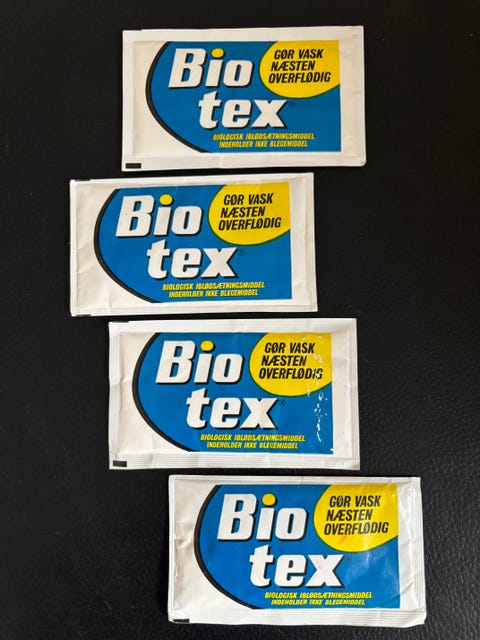 Bio
tex
GØR VASK
NÆSTEN
OVERFLØDIG
BIOLOGISK IBLØDSÆTNINGSMIDDEL
INDEHOLDER IKKE BLEGEMIDDEL
Bio
tex®
GØR VASK
NÆSTEN
OVERFLØDIG
BIOLOGISK IBLØDSÆTNINGSMIDDEL
INDEHOLDER IKKE BLEGEMIDDEL
Bio
tex®
GØR VASK
NÆSTEN
OVERFLØDIG
BIOLOGISK IBLØDSÆTNINGSMIDDEL
INDEHOLDER IKKE BLEGEMIDDEL
Bio
tex
GØR VASK
NÆSTEN
OVERFLØDIG
BIOLOGISK IBLØDSÆTNINGSMIDDEL
INDEHOLDER IKKE BLEGEMIDDEL